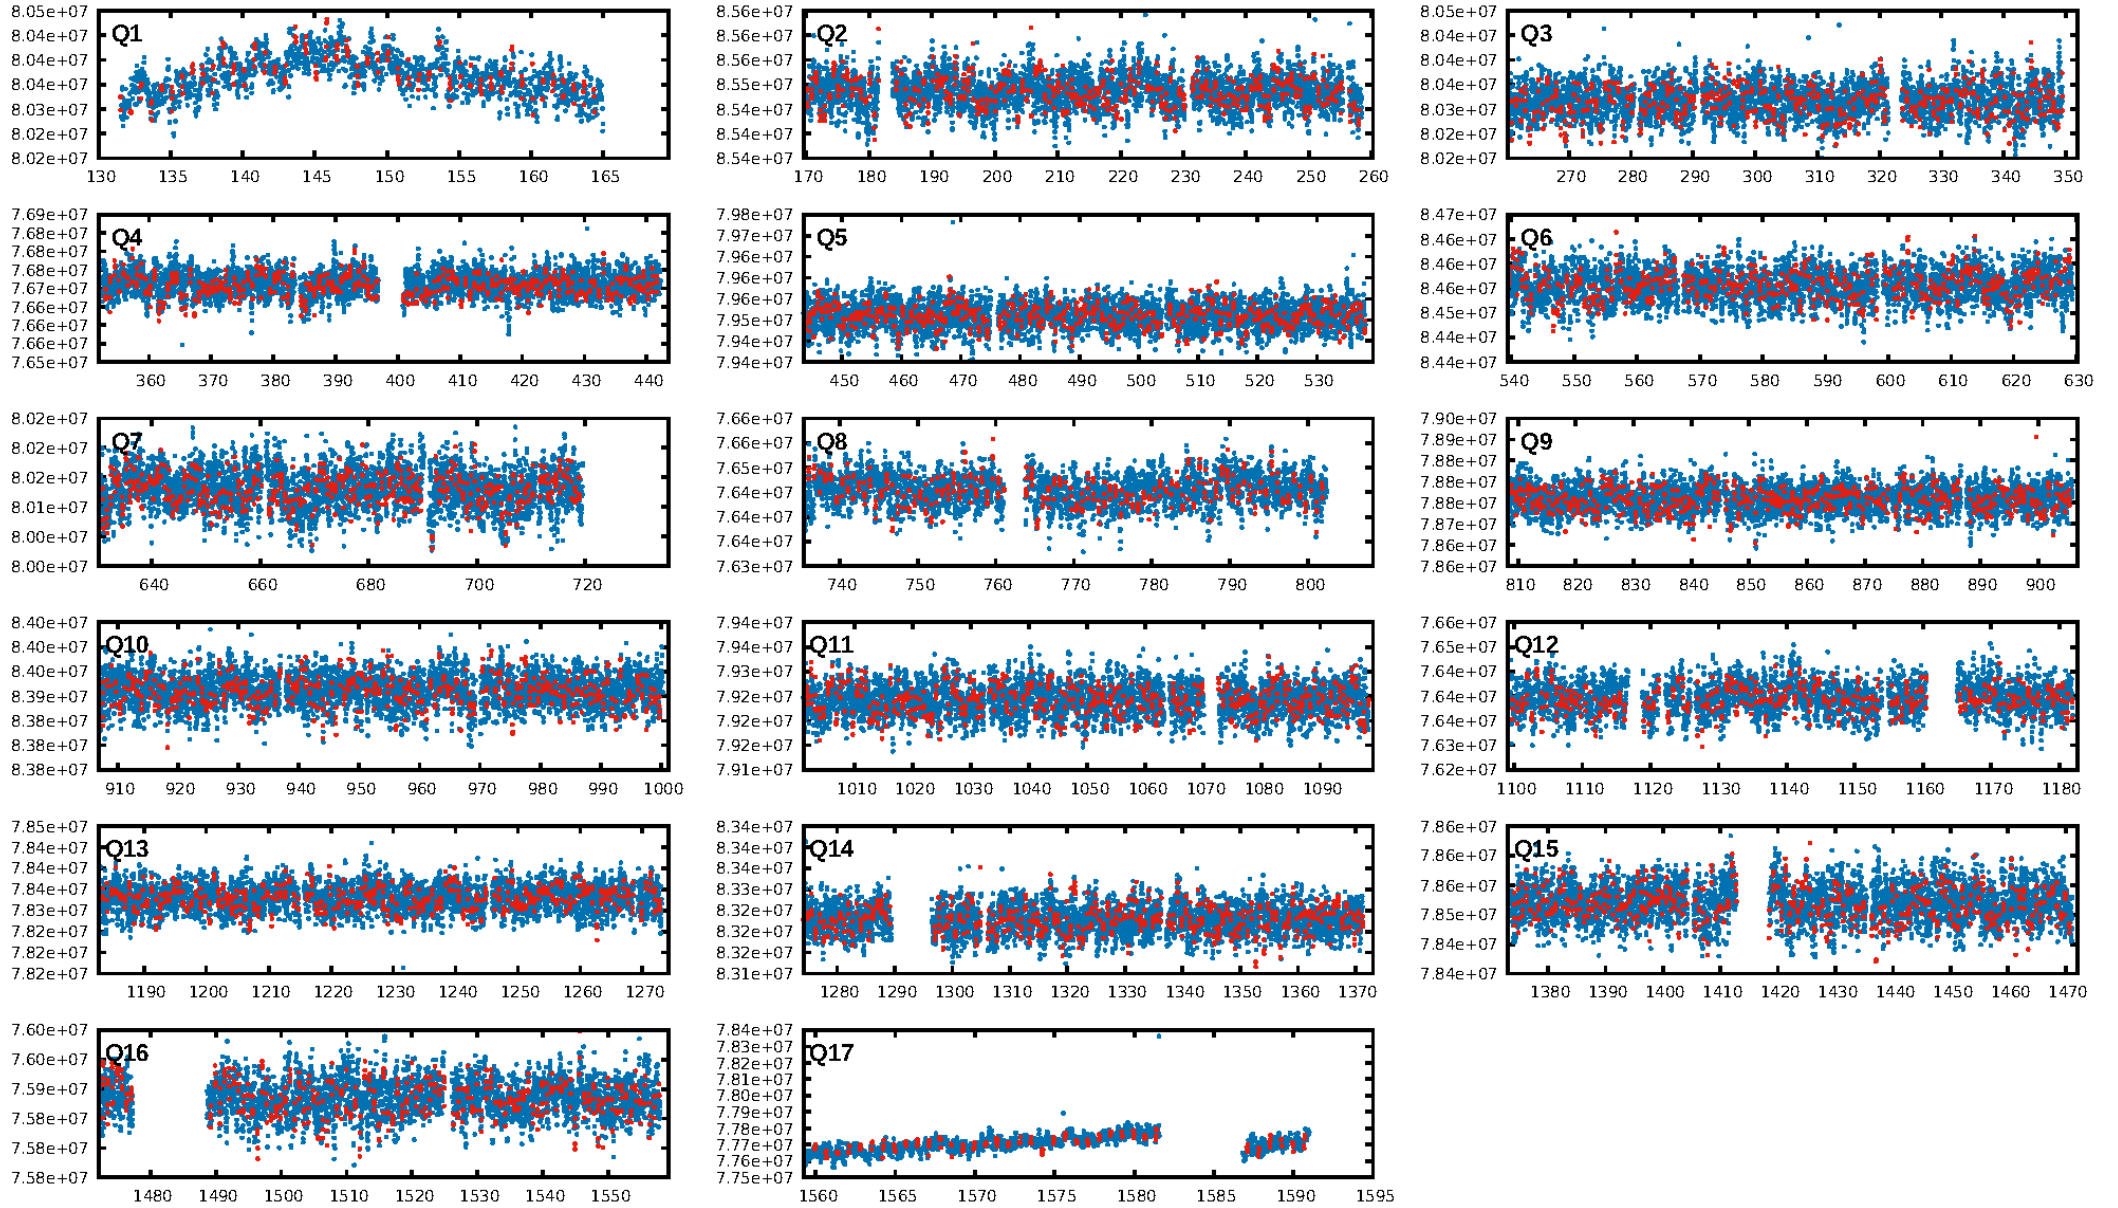 8.05e+07 8.04e+07 8.04e+07 8.04e+07 8.03e+07 8.02e+07 8.02e+07
Q1
130 135 140 145 150 155 160 165
8.56e+07 8.56e+07 8.56e+07 8.55e+07 8.54e+07 8.54e+07 8.54e+07
Q2
170 180 190 200 210 220 230 240 250 260
8.05e+07 8.04e+07 8.04e+07 8.04e+07 8.03e+07 8.02e+07 8.02e+07
Q3
270 280 290 300 310 320 330 340 350
7.69e+07 7.68e+07 7.68e+07 7.68e+07 7.67e+07 7.66e+07 7.66e+07 7.66e+07 7.65e+07
Q4
360 370 380 390 400 410 420 430 440
7.98e+07 7.97e+07 7.96e+07 7.96e+07 7.96e+07 7.95e+07 7.94e+07 7.94e+07
Q5
450 460 470 480 490 500 510 520 530
8.47e+07 8.46e+07 8.46e+07 8.46e+07 8.45e+07 8.44e+07 8.44e+07
Q6
540 550 560 570 580 590 600 610 620 630
8.02e+07 8.02e+07 8.02e+07 8.01e+07 8.00e+07 8.00e+07
Q7
640 660 680 700 720
7.66e+07 7.66e+07 7.65e+07 7.64e+07 7.64e+07 7.64e+07 7.63e+07
Q8
740 750 760 770 780 790 800
7.90e+07 7.89e+07 7.88e+07 7.88e+07 7.88e+07 7.87e+07 7.86e+07 7.86e+07
Q9
810 820 830 840 850 860 870 880 890 900
8.40e+07 8.40e+07 8.40e+07 8.39e+07 8.38e+07 8.38e+07 8.38e+07
Q10
910 920 930 940 950 960 970 980 990 1000
7.94e+07 7.93e+07 7.92e+07 7.92e+07 7.92e+07 7.91e+07
Q11
1010 1020 1030 1040 1050 1060 1070 1080 1090
7.66e+07 7.65e+07 7.64e+07 7.64e+07 7.64e+07 7.63e+07 7.62e+07
Q12
1100 1110 1120 1130 1140 1150 1160 1170 1180
7.85e+07 7.84e+07 7.84e+07 7.84e+07 7.83e+07 7.82e+07 7.82e+07 7.82e+07
Q13
1190 1200 1210 1220 1230 1240 1250 1260 1270
8.34e+07 8.34e+07 8.34e+07 8.33e+07 8.32e+07 8.32e+07 8.32e+07 8.31e+07
Q14
1280 1290 1300 1310 1320 1330 1340 1350 1360 1370
7.86e+07 7.86e+07 7.86e+07 7.85e+07 7.84e+07 7.84e+07
Q15
1380 1390 1400 1410 1420 1430 1440 1450 1460 1470
7.60e+07 7.60e+07 7.59e+07 7.58e+07 7.58e+07 7.58e+07
Q16
1480 1490 1500 1510 1520 1530 1540 1550
7.84e+07 7.83e+07 7.82e+07 7.81e+07 7.80e+07 7.79e+07 7.78e+07 7.77e+07 7.76e+07 7.75e+07
Q17
1560 1565 1570 1575 1580 1585 1590 1595